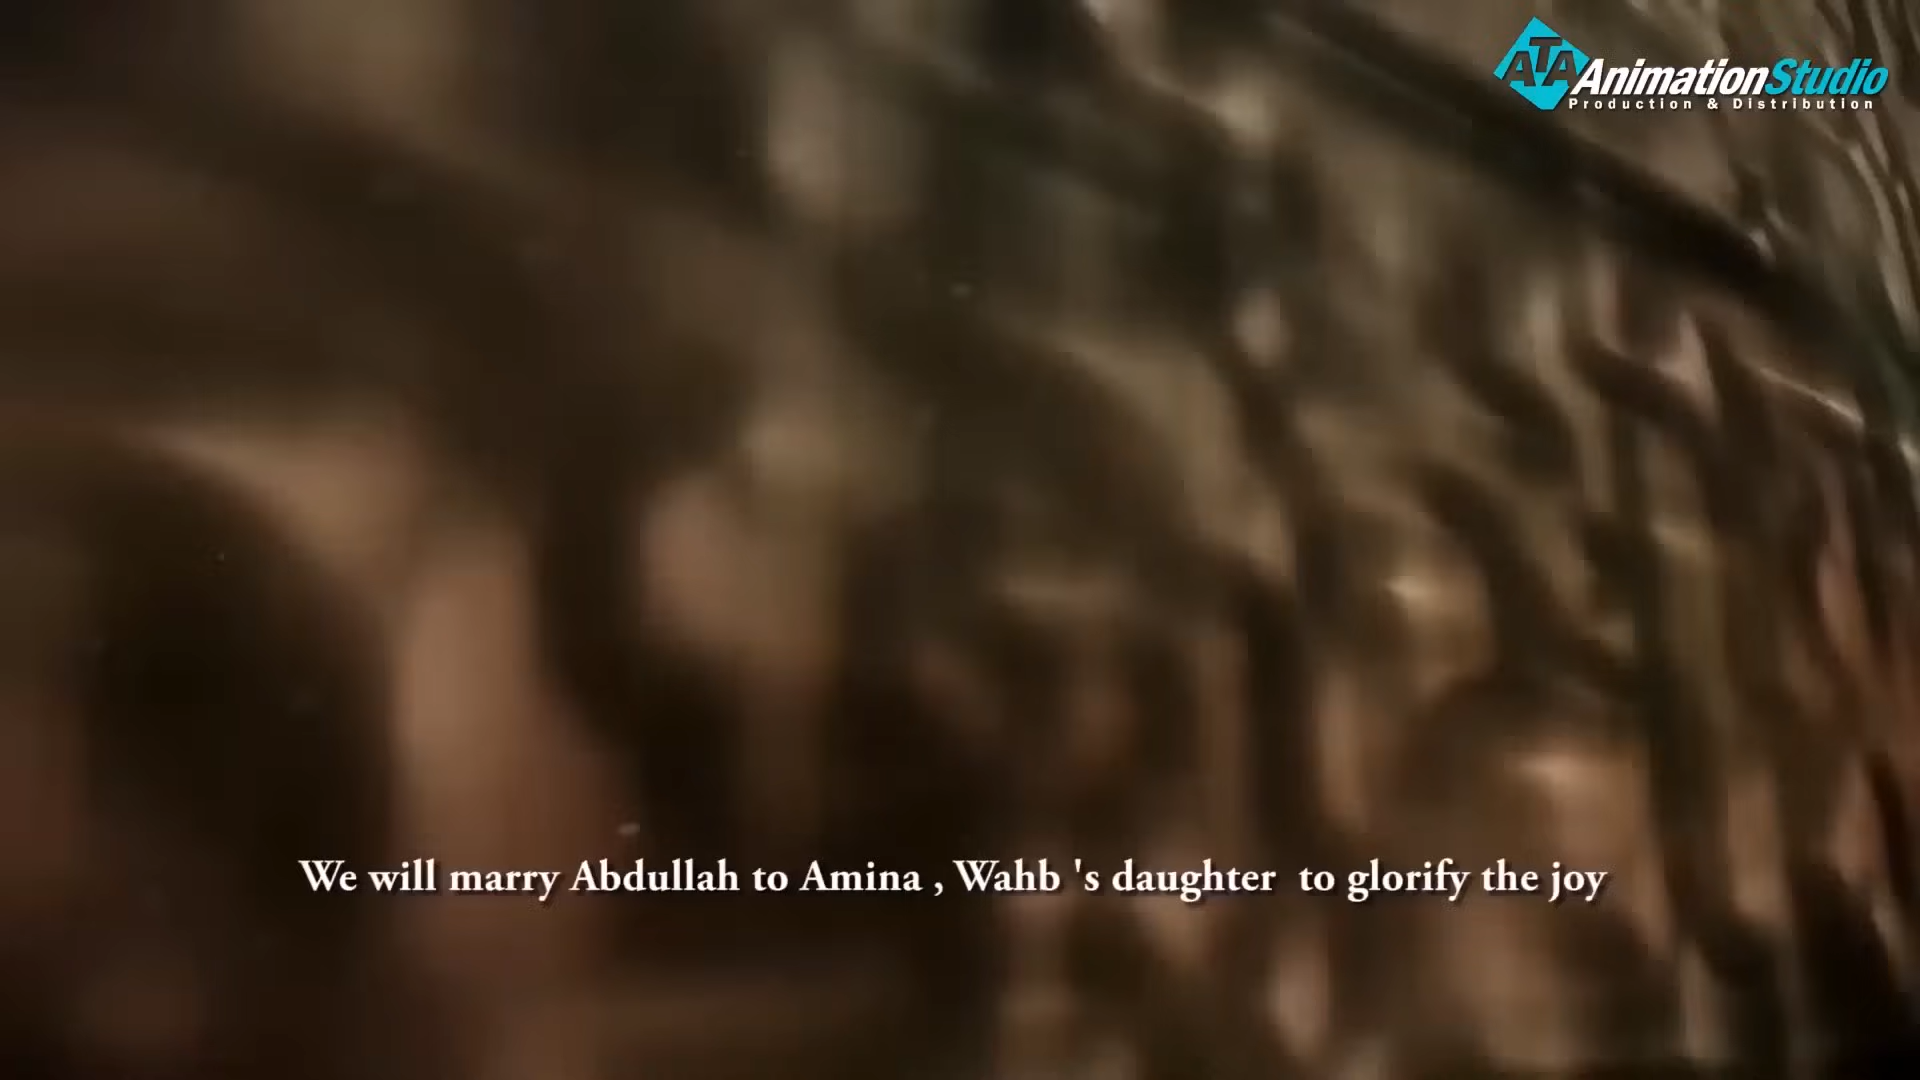 ATA AnimationStudio
Production & Distribution
We will marry Abdullah to Amina , Wahb 's daughter  to glorify the joy